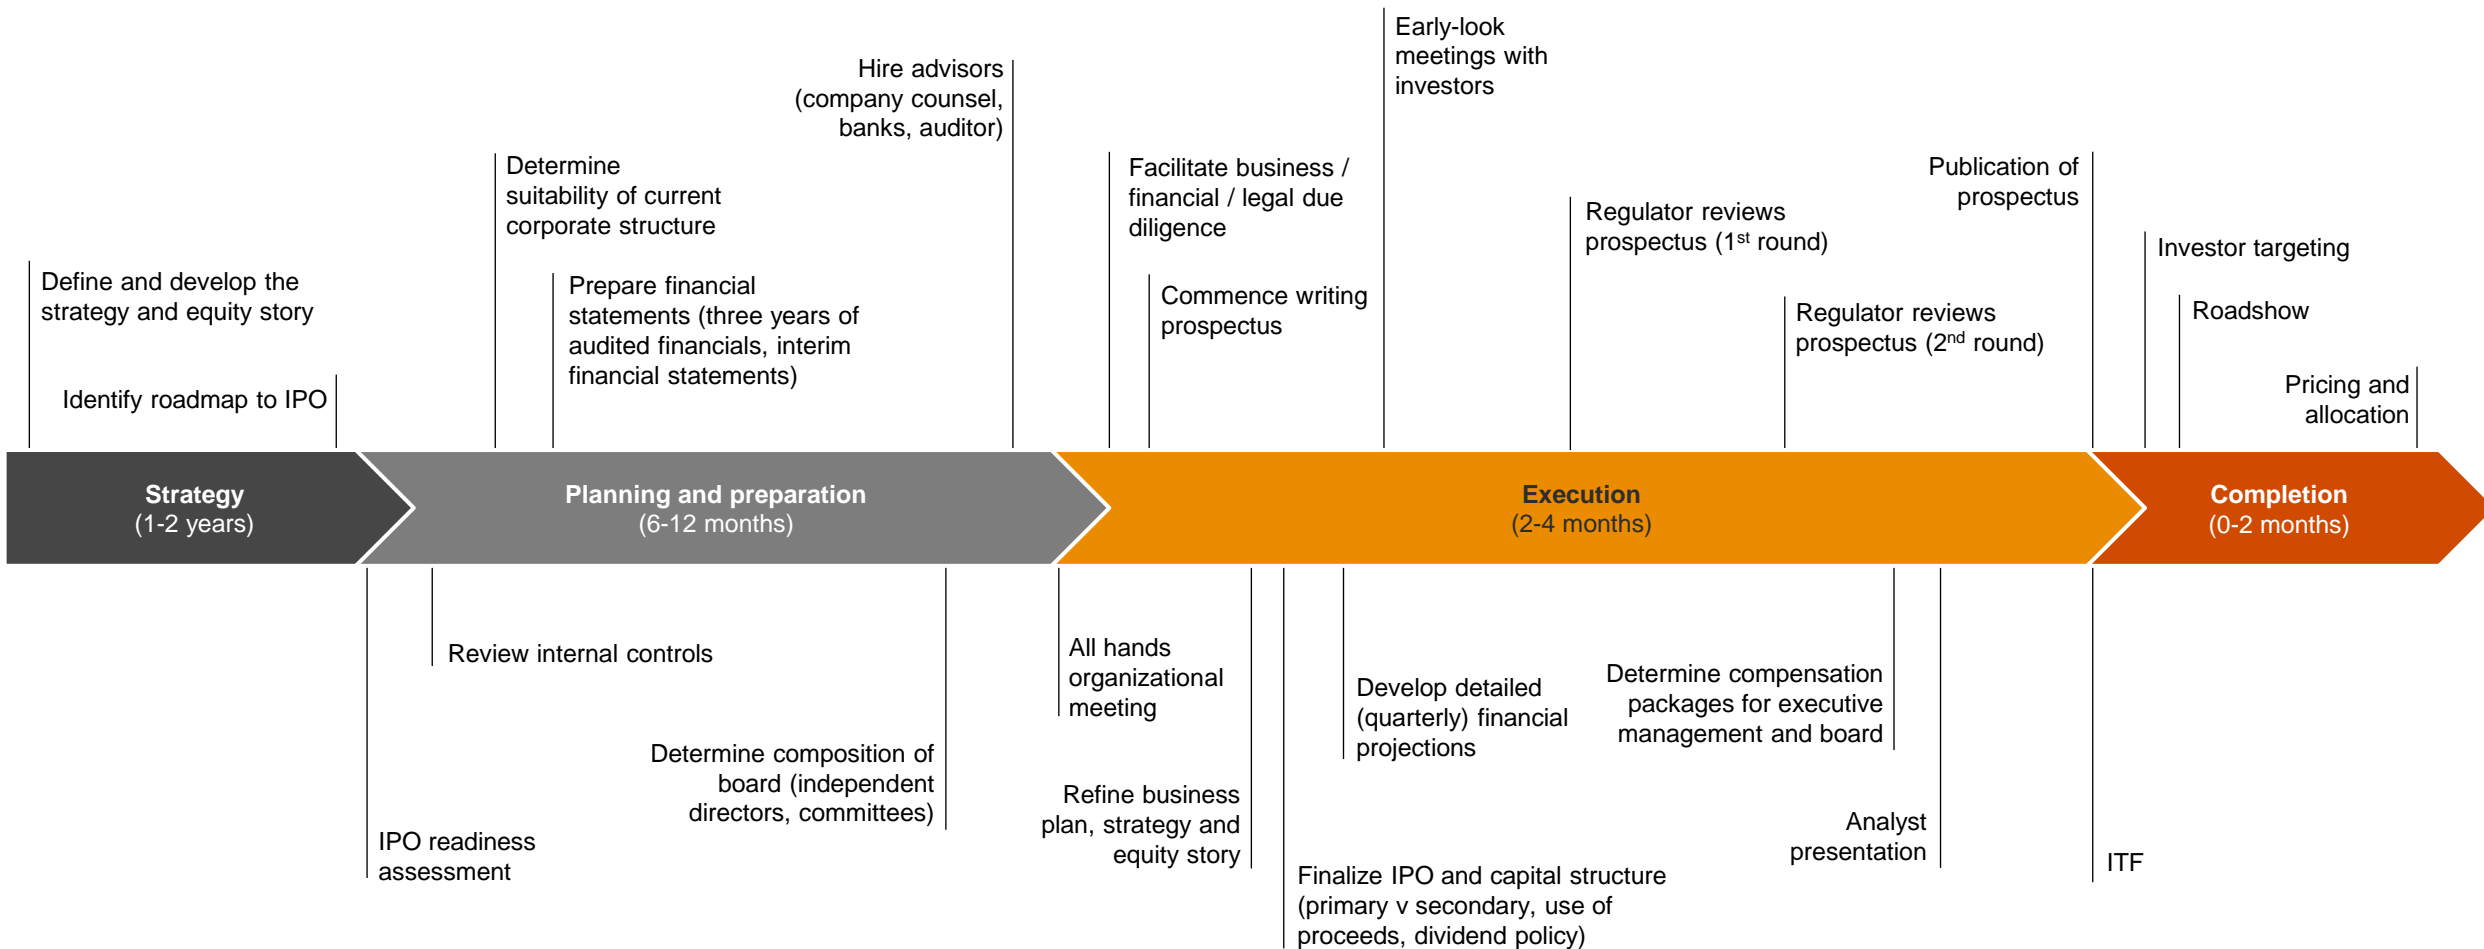 Early-look
meetings with
investors
Hire advisors
(company counsel,
banks, auditor)
Determine
suitability of current
corporate structure
Facilitate business /
financial / legal due
diligence
Publication of
prospectus
Regulator reviews
prospectus (1st round)
Investor targeting
Define and develop the
strategy and equity story
Prepare financial
statements (three years of
audited financials, interim
financial statements)
Commence writing
prospectus
Regulator reviews
prospectus (2nd round)
Roadshow
Identify roadmap to IPO
Pricing and
allocation
Strategy
(1-2 years)
Planning and preparation
(6-12 months)
Execution
(2-4 months)
Completion
(0-2 months)
Review internal controls
All hands
organizational
meeting
Develop detailed
(quarterly) financial
projections
Determine compensation
packages for executive
management and board
Determine composition of
board (independent
directors, committees)
Refine business
plan, strategy and
equity story
Analyst
presentation
IPO readiness
assessment
ITF
Finalize IPO and capital structure
(primary v secondary, use of
proceeds, dividend policy)